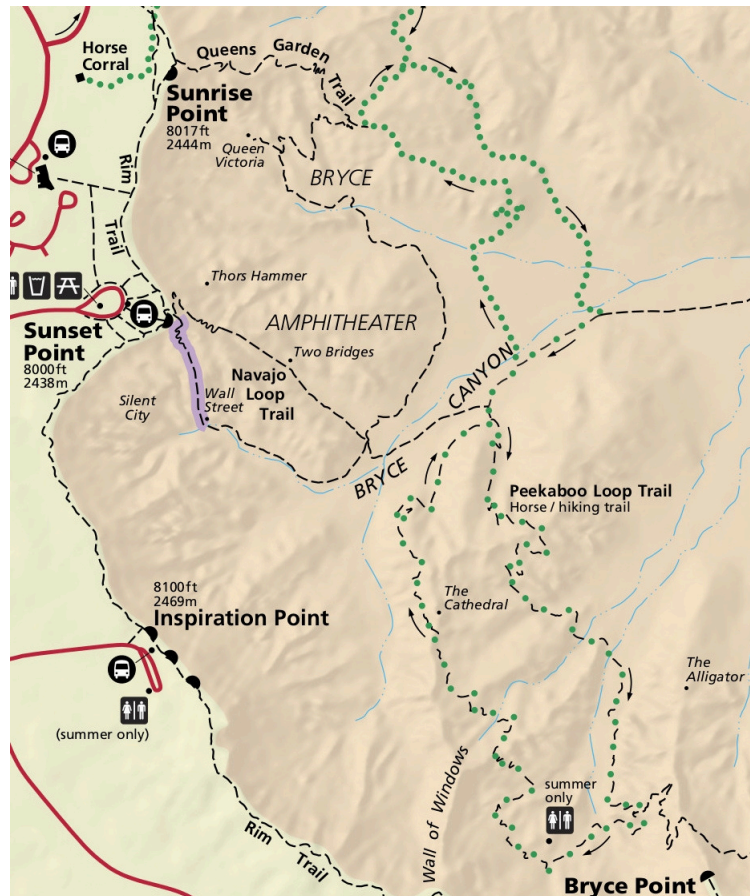 Horse
Corral
Queens Garden
Trail
Sunrise
Point
8017ft
2444m
Queen
Victoria
BRYCE
Rim
Trail
Thors Hammer
AMPHITHEATER
Two Bridges
Sunset
Point
8000ft
2438m
Silent
City
Wall
Street
Navajo
Loop
Trail
BRYCE CANYON
Peekaboo Loop Trail
Horse / hiking trail
8100ft
2469m
Inspiration Point
(summer only)
The
Cathedral
The
Alligator
Wall of Windows
summer
only
Rim Trail
Bryce Point